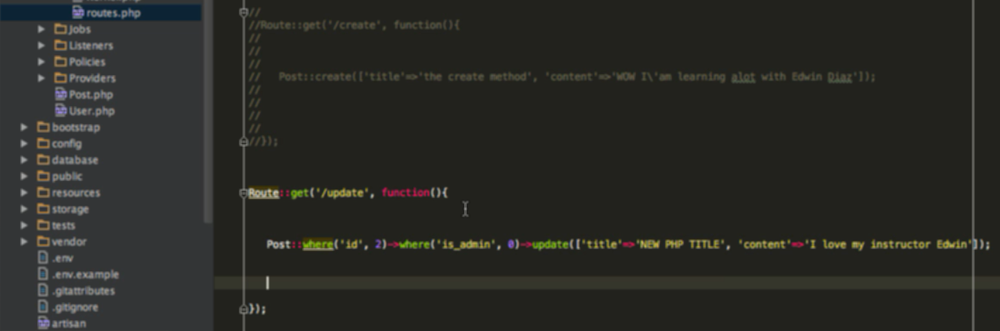 routes.php
Jobs
Listeners
Policies
Providers
Post.php
User.php
bootstrap
config
database
public
resources
storage
tests
vendor
.env
.env.example
.gitattributes
.gitignore
artisan
//
//Route::get('/create', function(){
//
//
//
//    Post::create(['title'=>'the create method', 'content'=>'WOW I\'am learning alot with Edwin Diaz']);
//
//
//
//
//});
Route::get('/update', function(){
Post::where('id', 2)->where('is_admin', 0)->update(['title'=>'NEW PHP TITLE', 'content'=>'I love my instructor Edwin']);
});